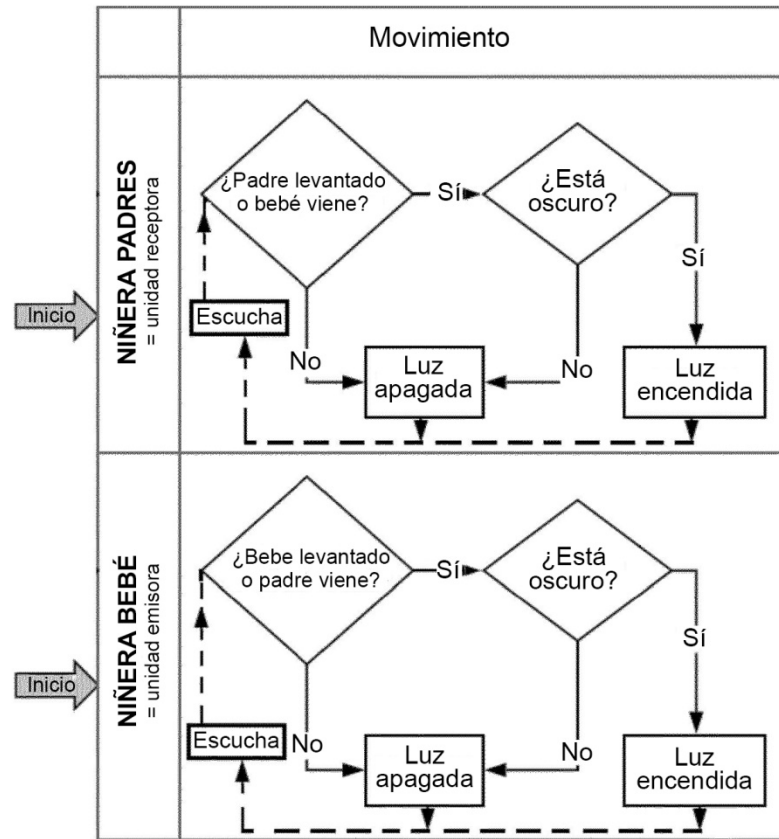 Movimiento
Inicio
NIÑERA PADRES
= unidad receptora
¿Padre levantado
o bebé viene?
Sí
¿Está
oscuro?
Sí
Escucha
No
Luz
apagada
No
Luz
encendida
Inicio
NIÑERA BEBÉ
= unidad emisora
¿Bebe levantado
o padre viene?
Sí
¿Está
oscuro?
Sí
Escucha
No
Luz
apagada
No
Luz
encendida